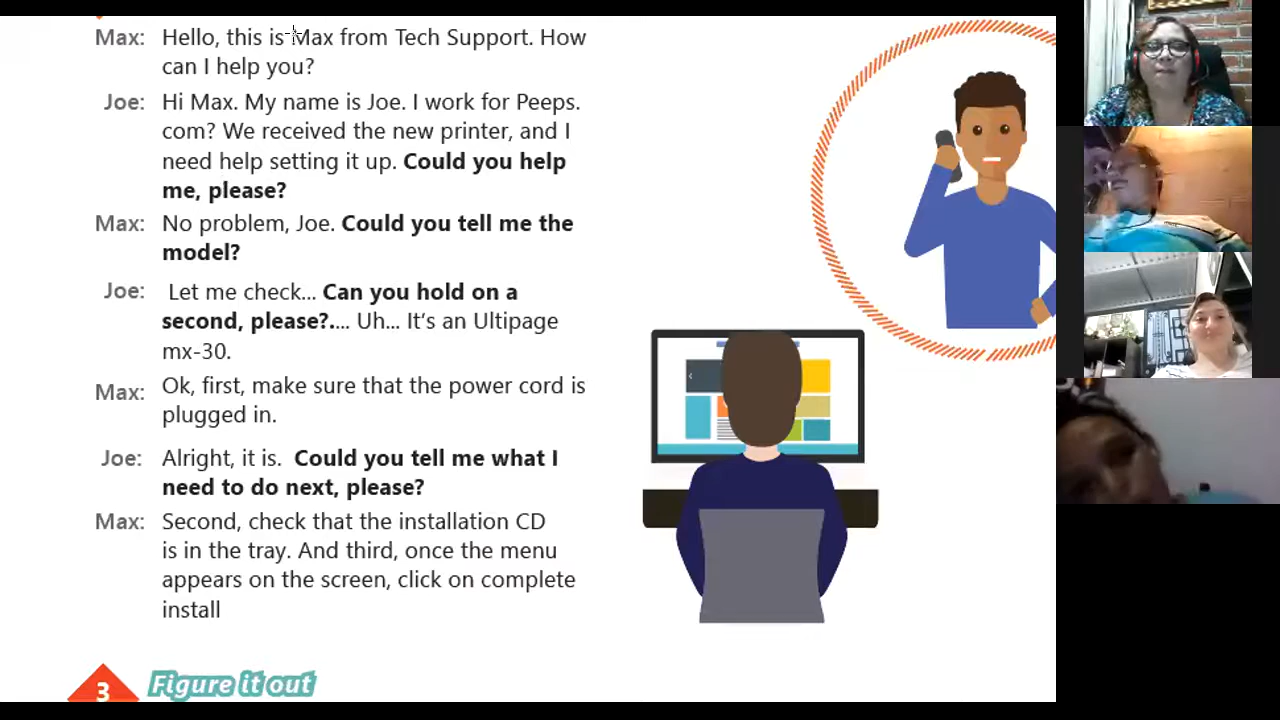 Max: Hello, this is Max from Tech Support. How
can I help you?
Joe: Hi Max. My name is Joe. I work for Peeps.
com? We received the new printer, and I
need help setting it up. Could you help
me, please?
Max: No problem, Joe. Could you tell me the
model?
Joe: Let me check... Can you hold on a
second, please?.... Uh... It's an Ultipage
mx-30.
Max: Ok, first, make sure that the power cord is
plugged in.
Joe: Alright, it is. Could you tell me what I
need to do next, please?
Max: Second, check that the installation CD
is in the tray. And third, once the menu
appears on the screen, click on complete
install
3 Figure it out